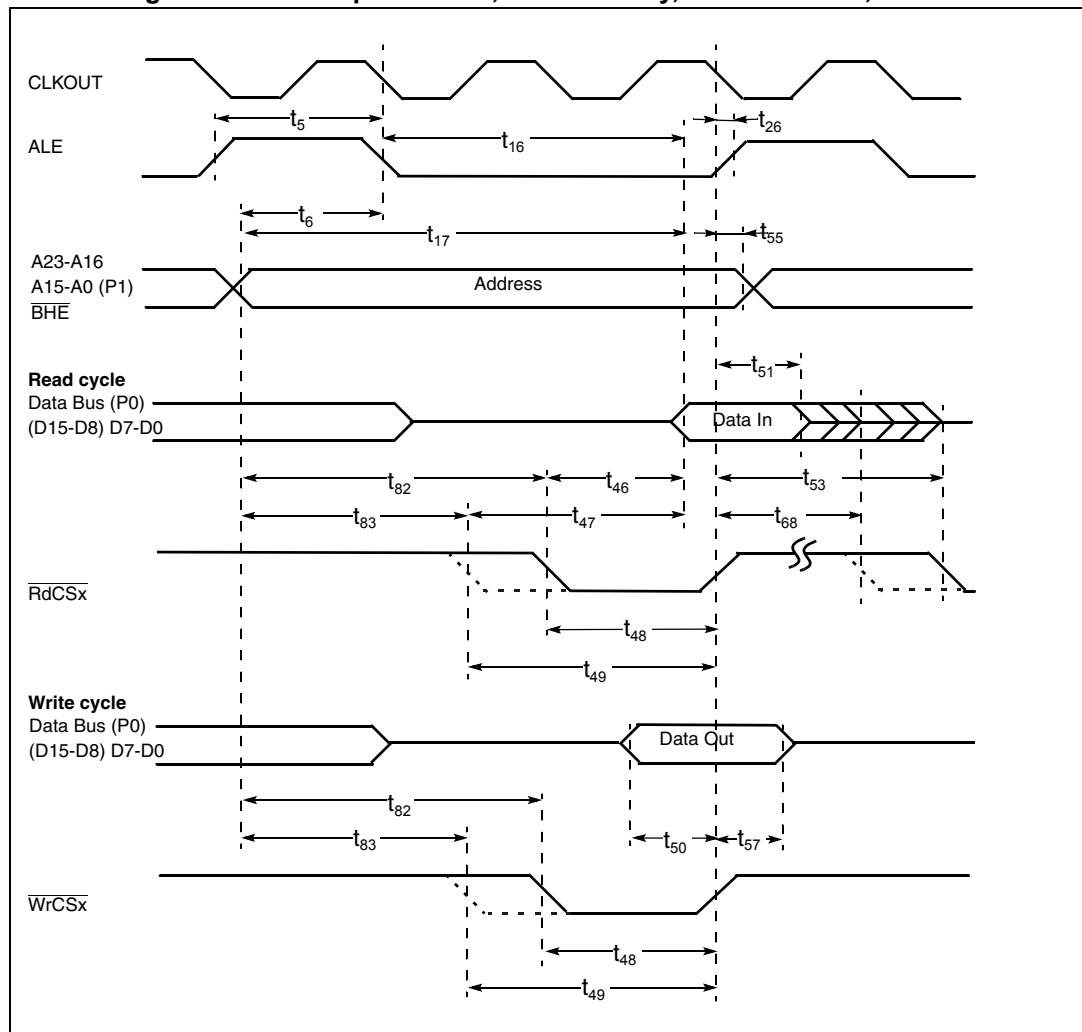 CLKOUT
t5
t26
ALE
t16
t6
t17
t55
A23-A16
A15-A0 (P1)
Address
BHE
t51
Read cycle
Data Bus (P0)
(D15-D8) D7-D0
Data In
t82
t46
t53
t83
t47
t68
RdCSx
t48
t49
Write cycle
Data Bus (P0)
(D15-D8) D7-D0
Data Out
t82
t83
t50
t57
WrCSx
t48
t49